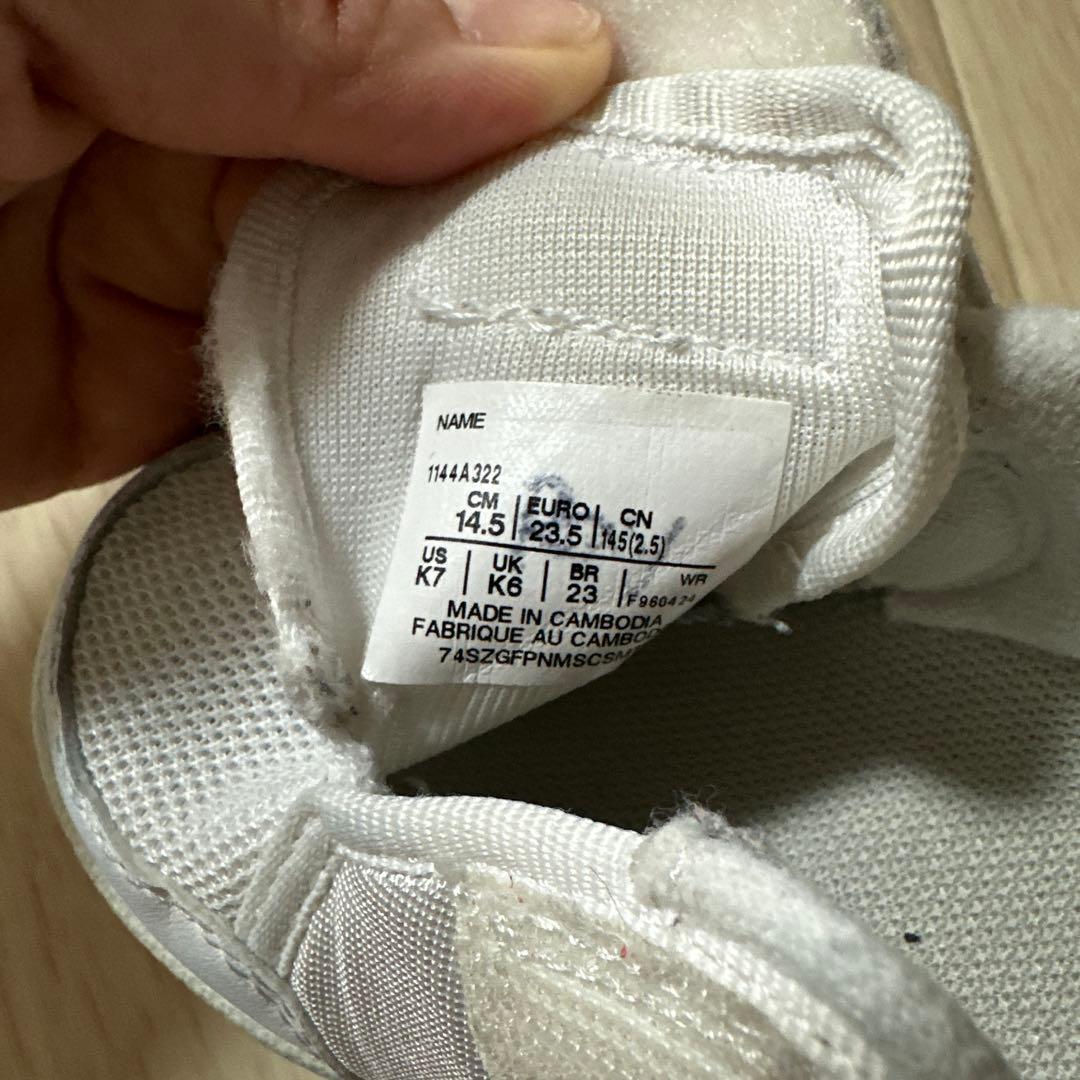 NAME
1144A322
CM EURO CN
14.5 23.5 145(2.5)
US UK BR WR
K7 K6 23 F960424
MADE IN CAMBODIA
FABRIQUE AU